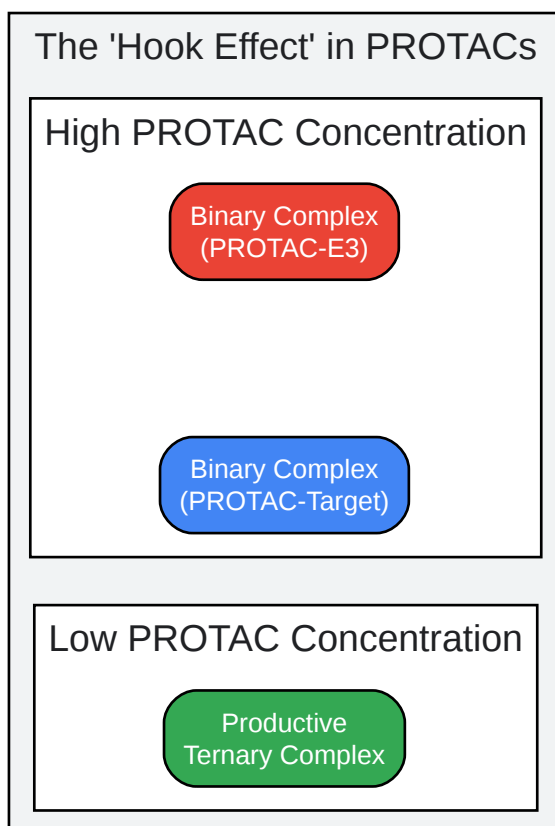 The 'Hook Effect' in PROTACs
High PROTAC Concentration
Binary Complex
(PROTAC-E3)
Binary Complex
(PROTAC-Target)
Low PROTAC Concentration
Productive
Ternary Complex